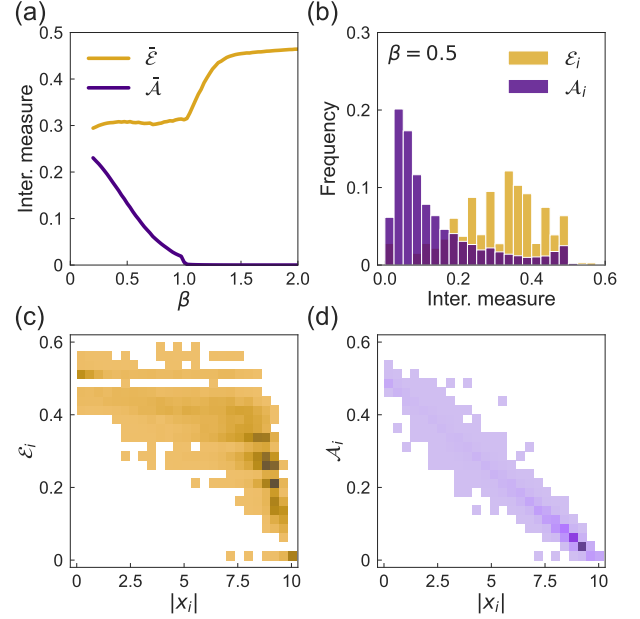 (a)
0.5
0.4
0.3
0.2
0.1
0
Inter. measure
ℰ̄
𝒜̄
0 0.5 1.0 1.5 2.0
β
(b)
0.3
0.2
0.1
0
Frequency
β = 0.5
ℰᵢ
𝒜ᵢ
0.0 0.2 0.4 0.6
Inter. measure
(c)
0.6
0.4
0.2
0
ℰᵢ
0 2.5 5 7.5 10
|xᵢ|
(d)
0.6
0.4
0.2
0
𝒜ᵢ
0 2.5 5 7.5 10
|xᵢ|